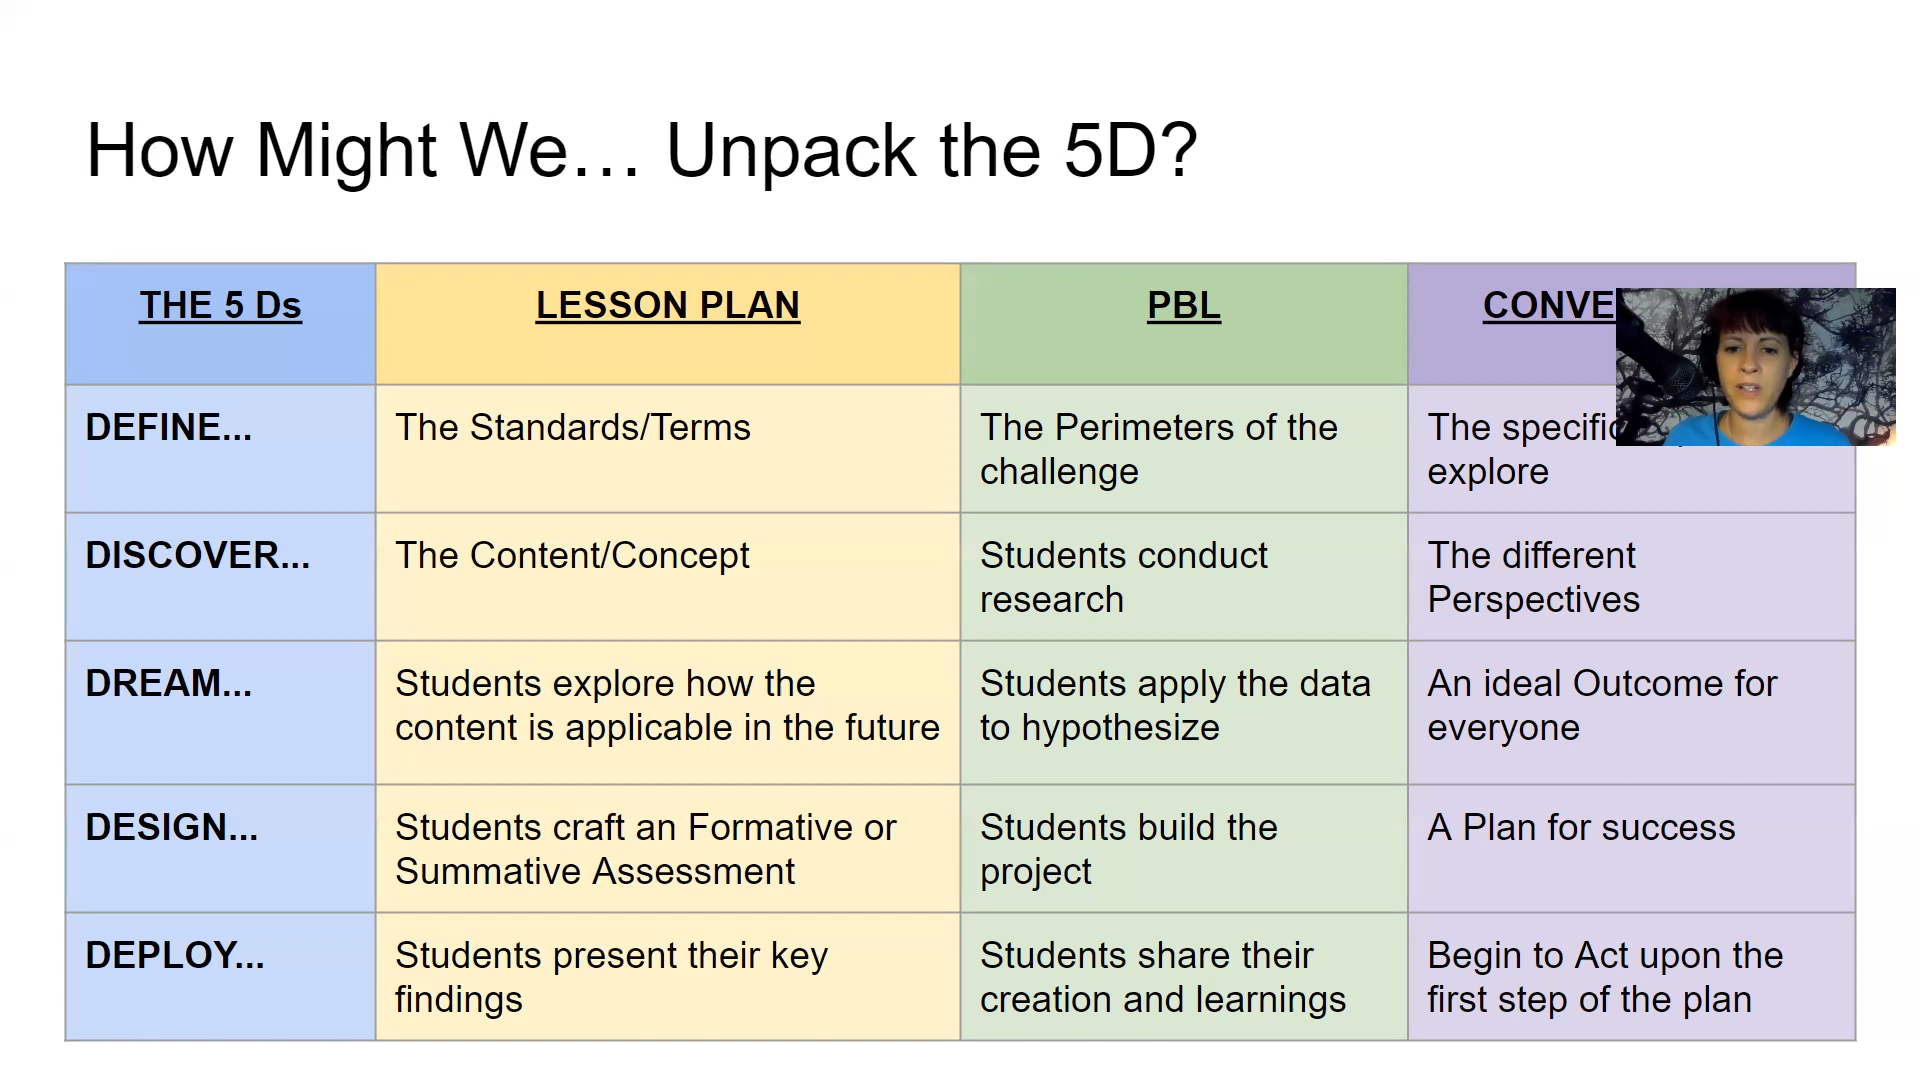 How Might We… Unpack the 5D?
THE 5 Ds
LESSON PLAN
PBL
DEFINE...
The Standards/Terms
The Perimeters of the
challenge
The
explore
DISCOVER...
The Content/Concept
Students conduct
research
The different
Perspectives
DREAM...
Students explore how the
content is applicable in the future
Students apply the data
to hypothesize
An ideal Outcome for
everyone
DESIGN...
Students craft an Formative or
Summative Assessment
Students build the
project
A Plan for success
DEPLOY...
Students present their key
findings
Students share their
creation and learnings
Begin to Act upon the
first step of the plan